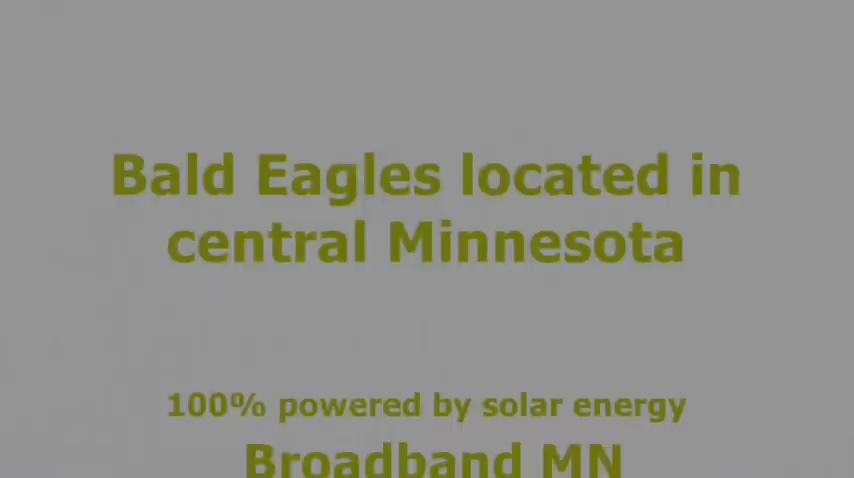 Bald Eagles located in
central Minnesota
100% powered by solar energy
Broadband MN